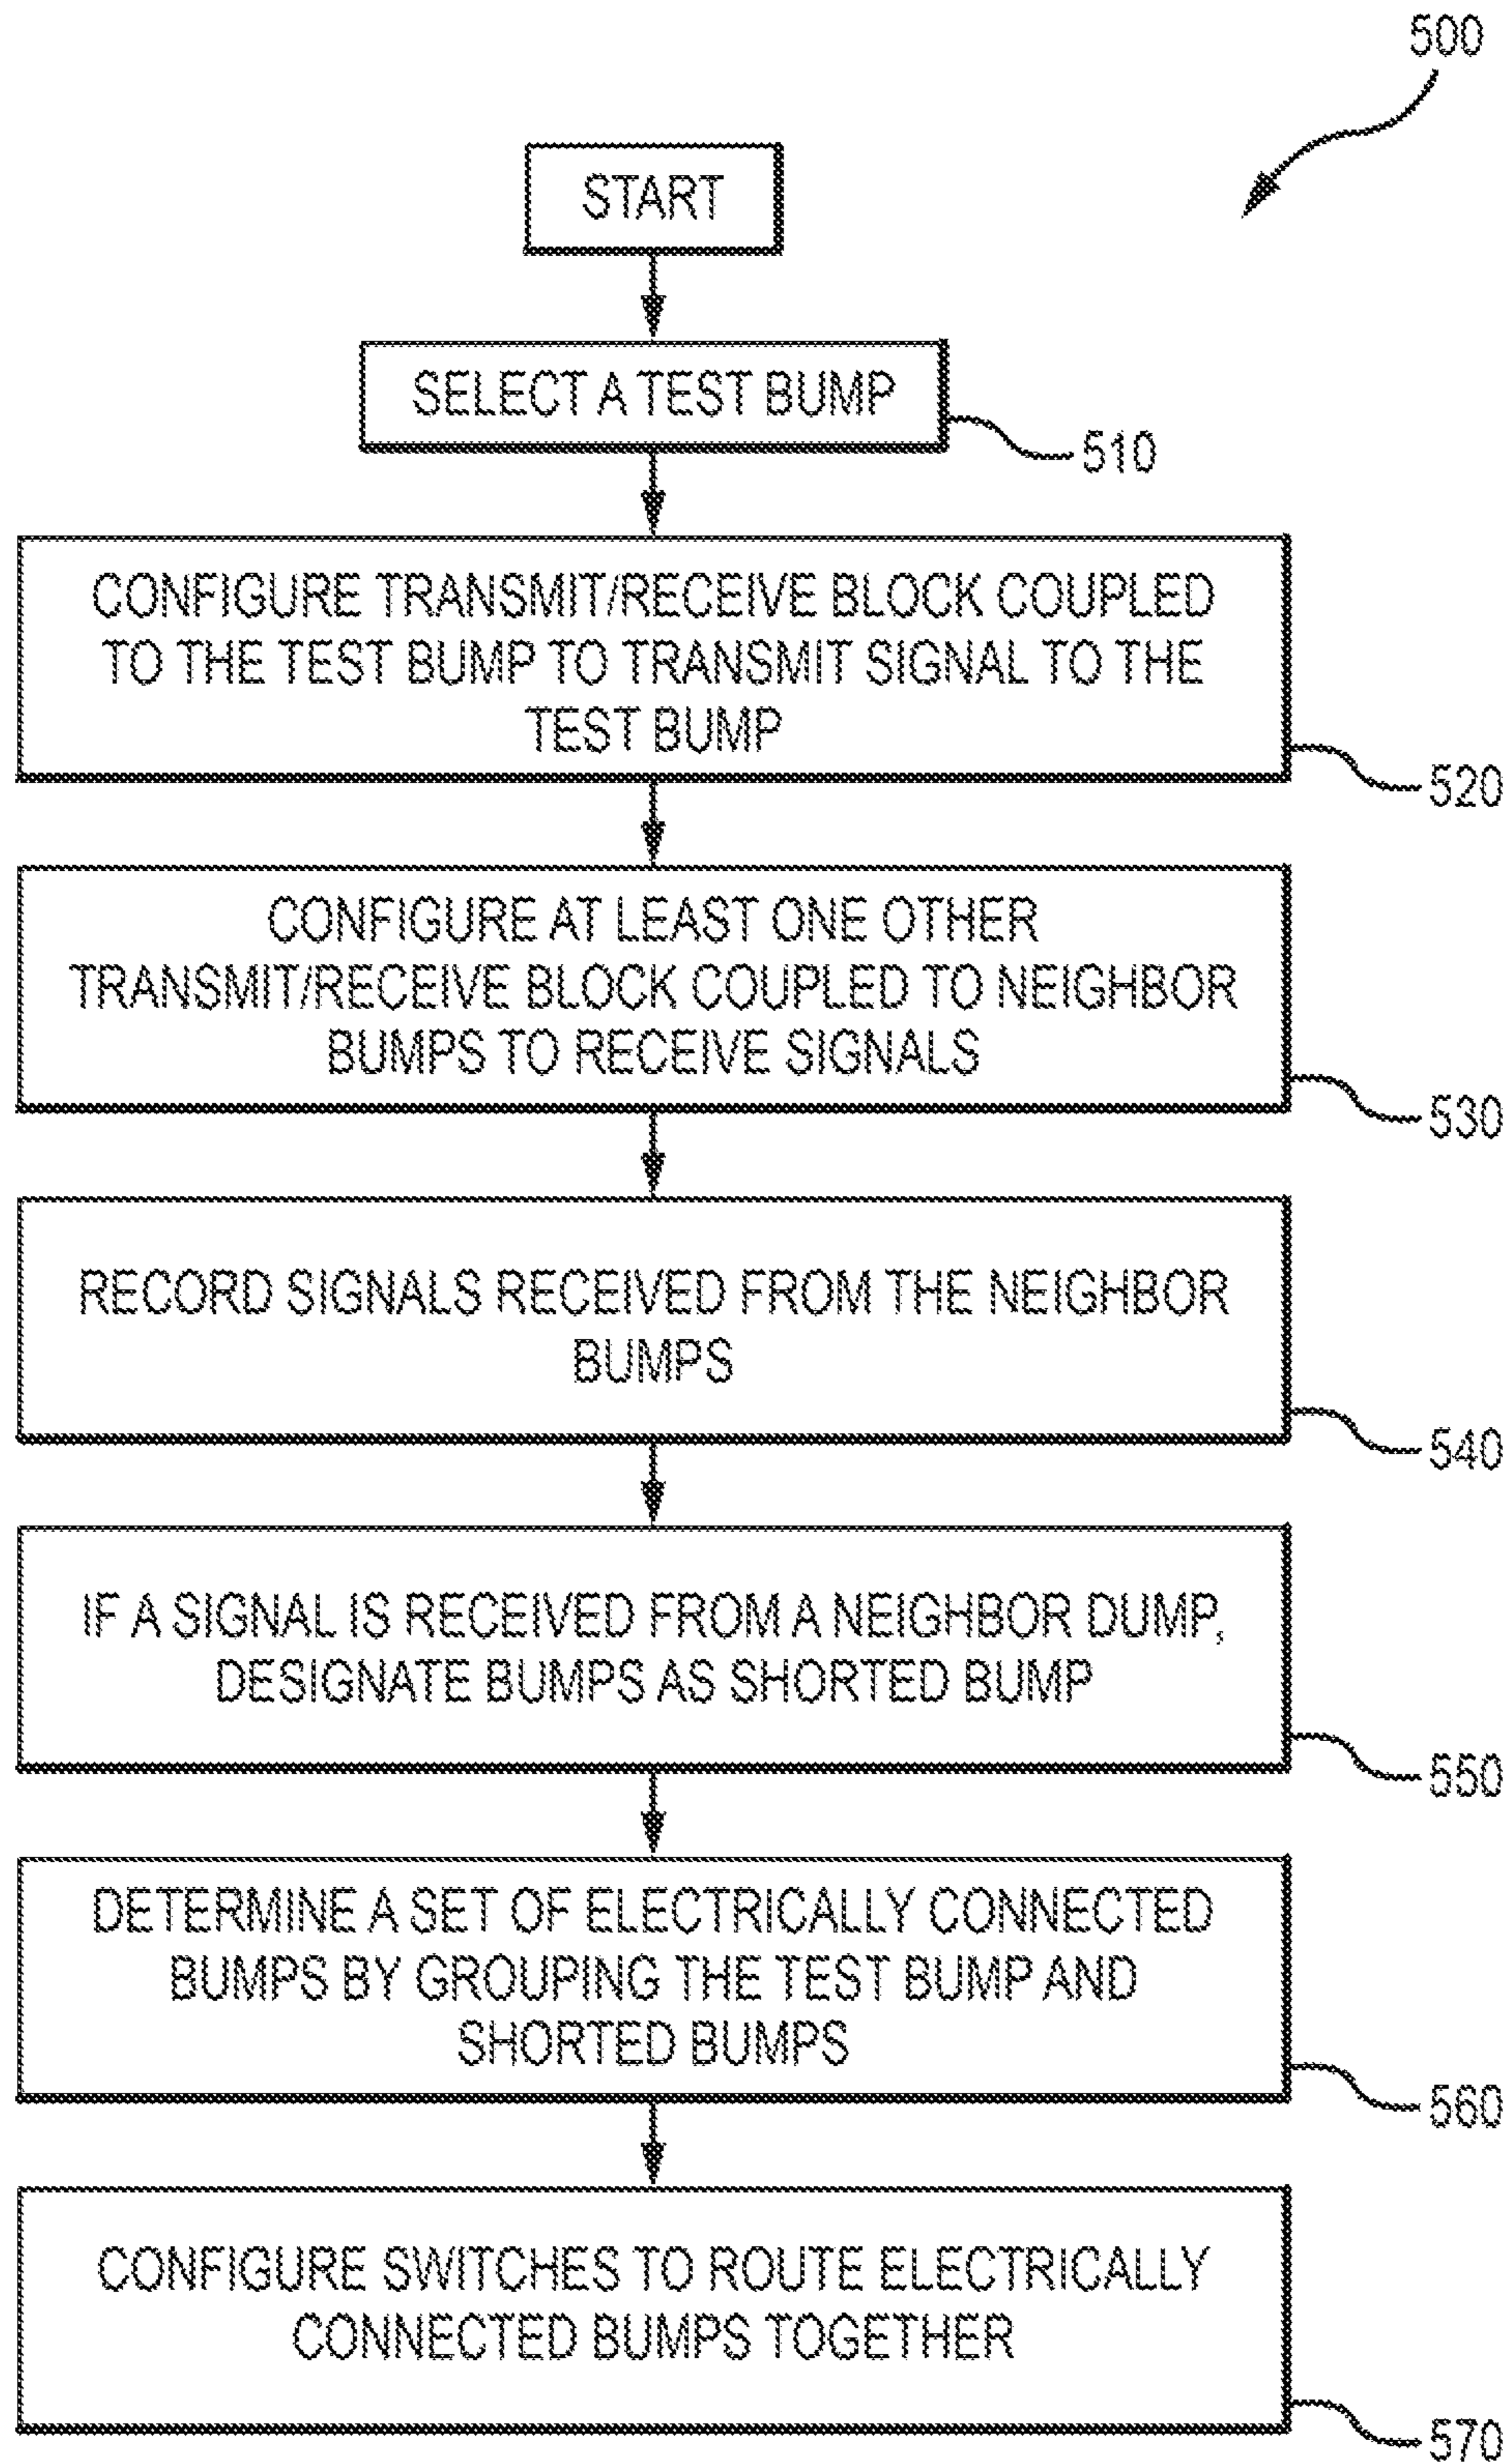 500
START
SELECT A TEST BUMP
510
CONFIGURE TRANSMIT/RECEIVE BLOCK COUPLED
TO THE TEST BUMP TO TRANSMIT SIGNAL TO THE
TEST BUMP
520
CONFIGURE AT LEAST ONE OTHER
TRANSMIT/RECEIVE BLOCK COUPLED TO NEIGHBOR
BUMPS TO RECEIVE SIGNALS
530
RECORD SIGNALS RECEIVED FROM THE NEIGHBOR
BUMPS
540
IF A SIGNAL IS RECEIVED FROM A NEIGHBOR DUMP,
DESIGNATE BUMPS AS SHORTED BUMP
550
DETERMINE A SET OF ELECTRICALLY CONNECTED
BUMPS BY GROUPING THE TEST BUMP AND
SHORTED BUMPS
560
CONFIGURE SWITCHES TO ROUTE ELECTRICALLY
CONNECTED BUMPS TOGETHER
570